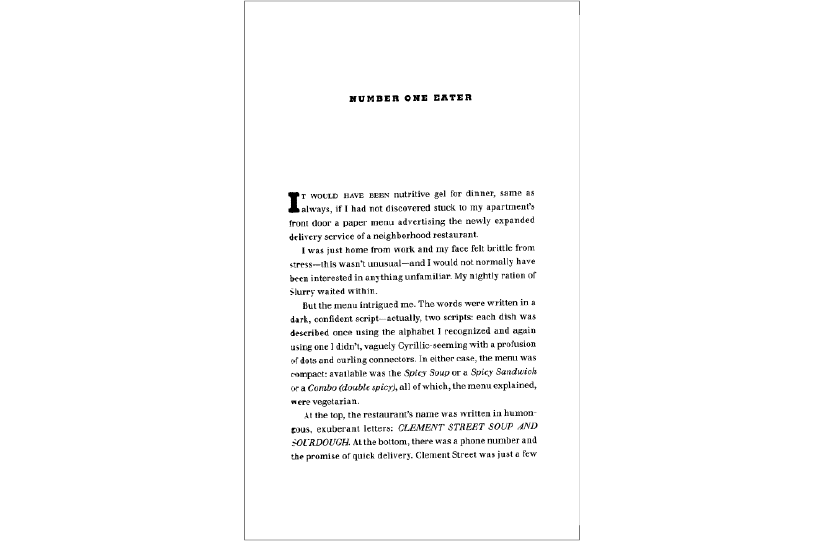 NUMBER ONE EATER
IT WOULD HAVE BEEN nutritive gel for dinner, same as
always, if I had not discovered stuck to my apartment's
front door a paper menu advertising the newly expanded
delivery service of a neighborhood restaurant.
I was just home from work and my face felt brittle from
stress—this wasn't unusual—and I would not normally have
been interested in anything unfamiliar. My nightly ration of
Slurry waited within.
But the menu intrigued me. The words were written in a
dark, confident script—actually, two scripts: each dish was
described once using the alphabet I recognized and again
using one I didn't, vaguely Cyrillic-seeming with a profusion
of dots and curling connectors. In either case, the menu was
compact: available was the Spicy Soup or a Spicy Sandwich
or a Combo (double spicy), all of which, the menu explained,
were vegetarian.
At the top, the restaurant's name was written in humon-
gous, exuberant letters: CLEMENT STREET SOUP AND
SOURDOUGH. At the bottom, there was a phone number and
the promise of quick delivery. Clement Street was just a few